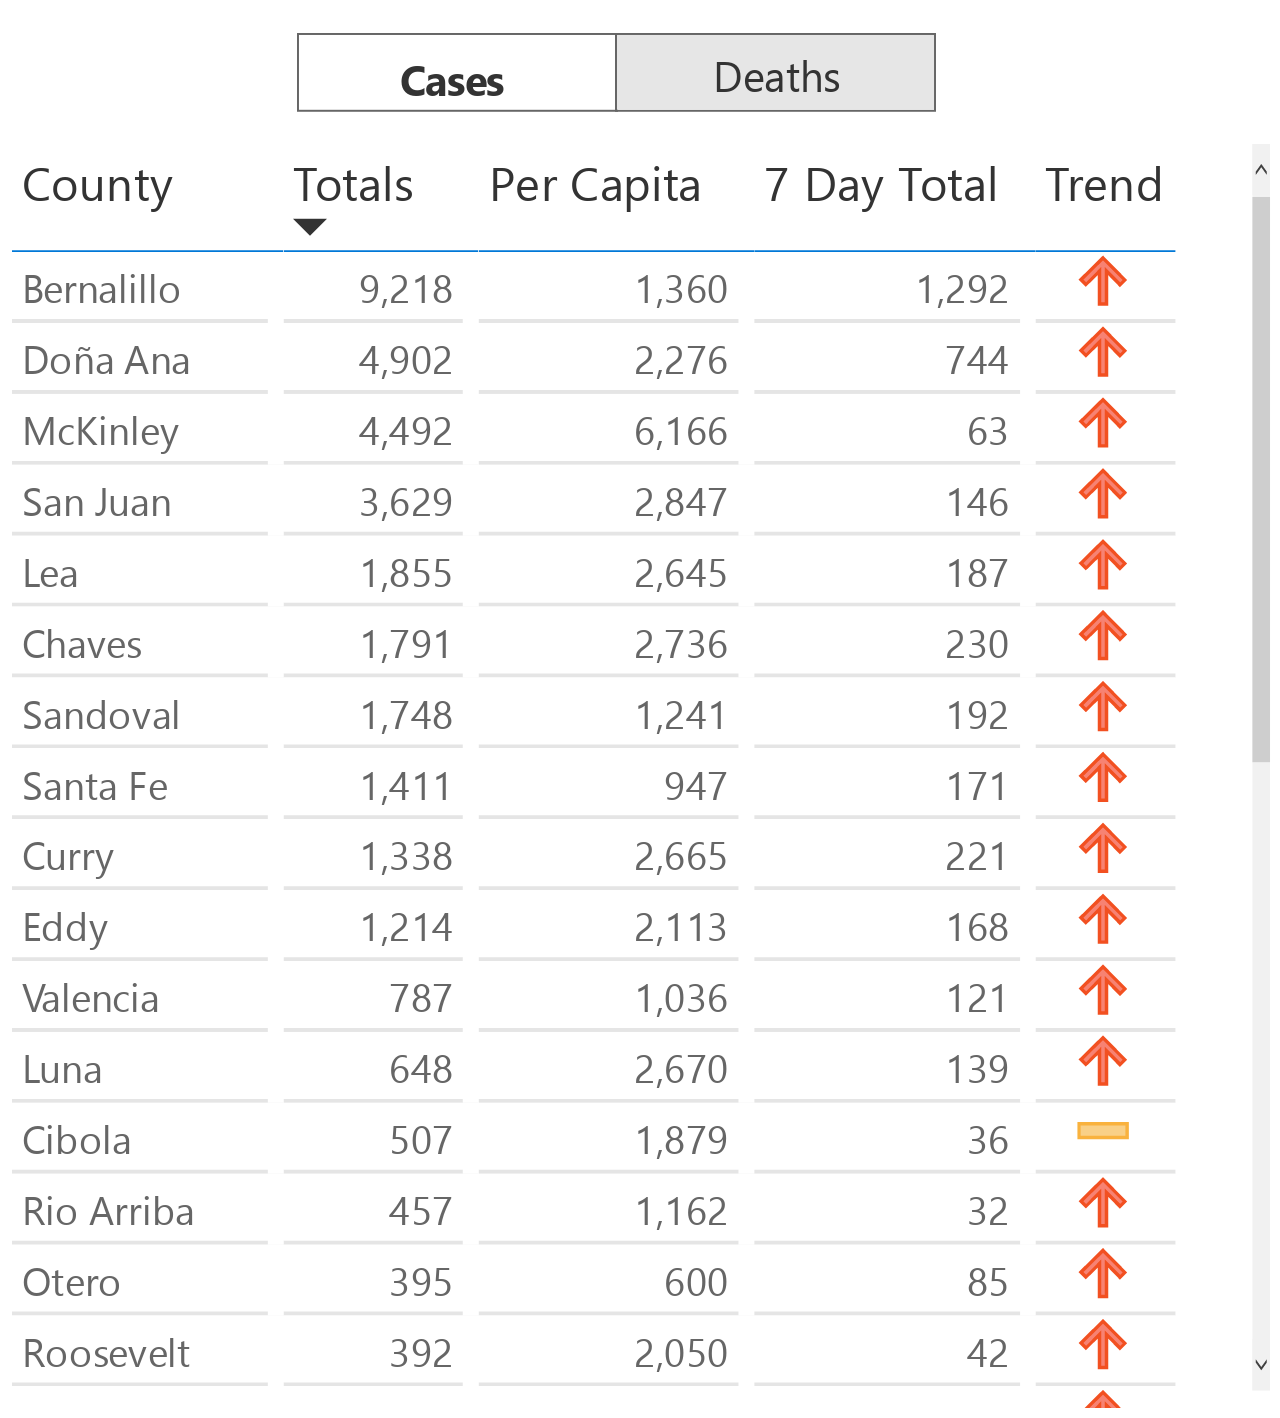 Cases Deaths
County Totals Per Capita 7 Day Total Trend
Bernalillo 9,218 1,360 1,292
Doña Ana 4,902 2,276 744
McKinley 4,492 6,166 63
San Juan 3,629 2,847 146
Lea 1,855 2,645 187
Chaves 1,791 2,736 230
Sandoval 1,748 1,241 192
Santa Fe 1,411 947 171
Curry 1,338 2,665 221
Eddy 1,214 2,113 168
Valencia 787 1,036 121
Luna 648 2,670 139
Cibola 507 1,879 36
Rio Arriba 457 1,162 32
Otero 395 600 85
Roosevelt 392 2,050 42